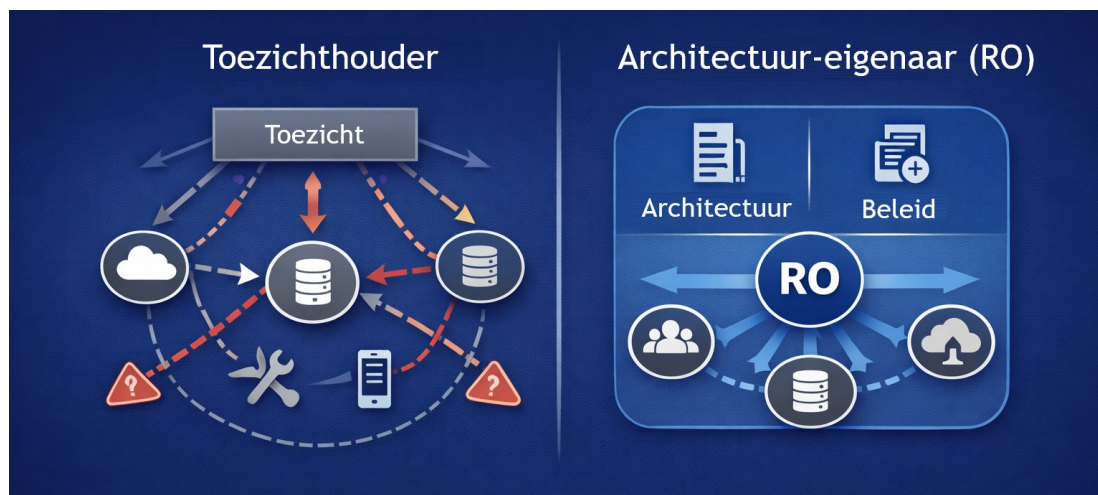 Toezichthouder
Toezicht
?
?
Architectuur-eigenaar (RO)
Architectuur
Beleid
RO